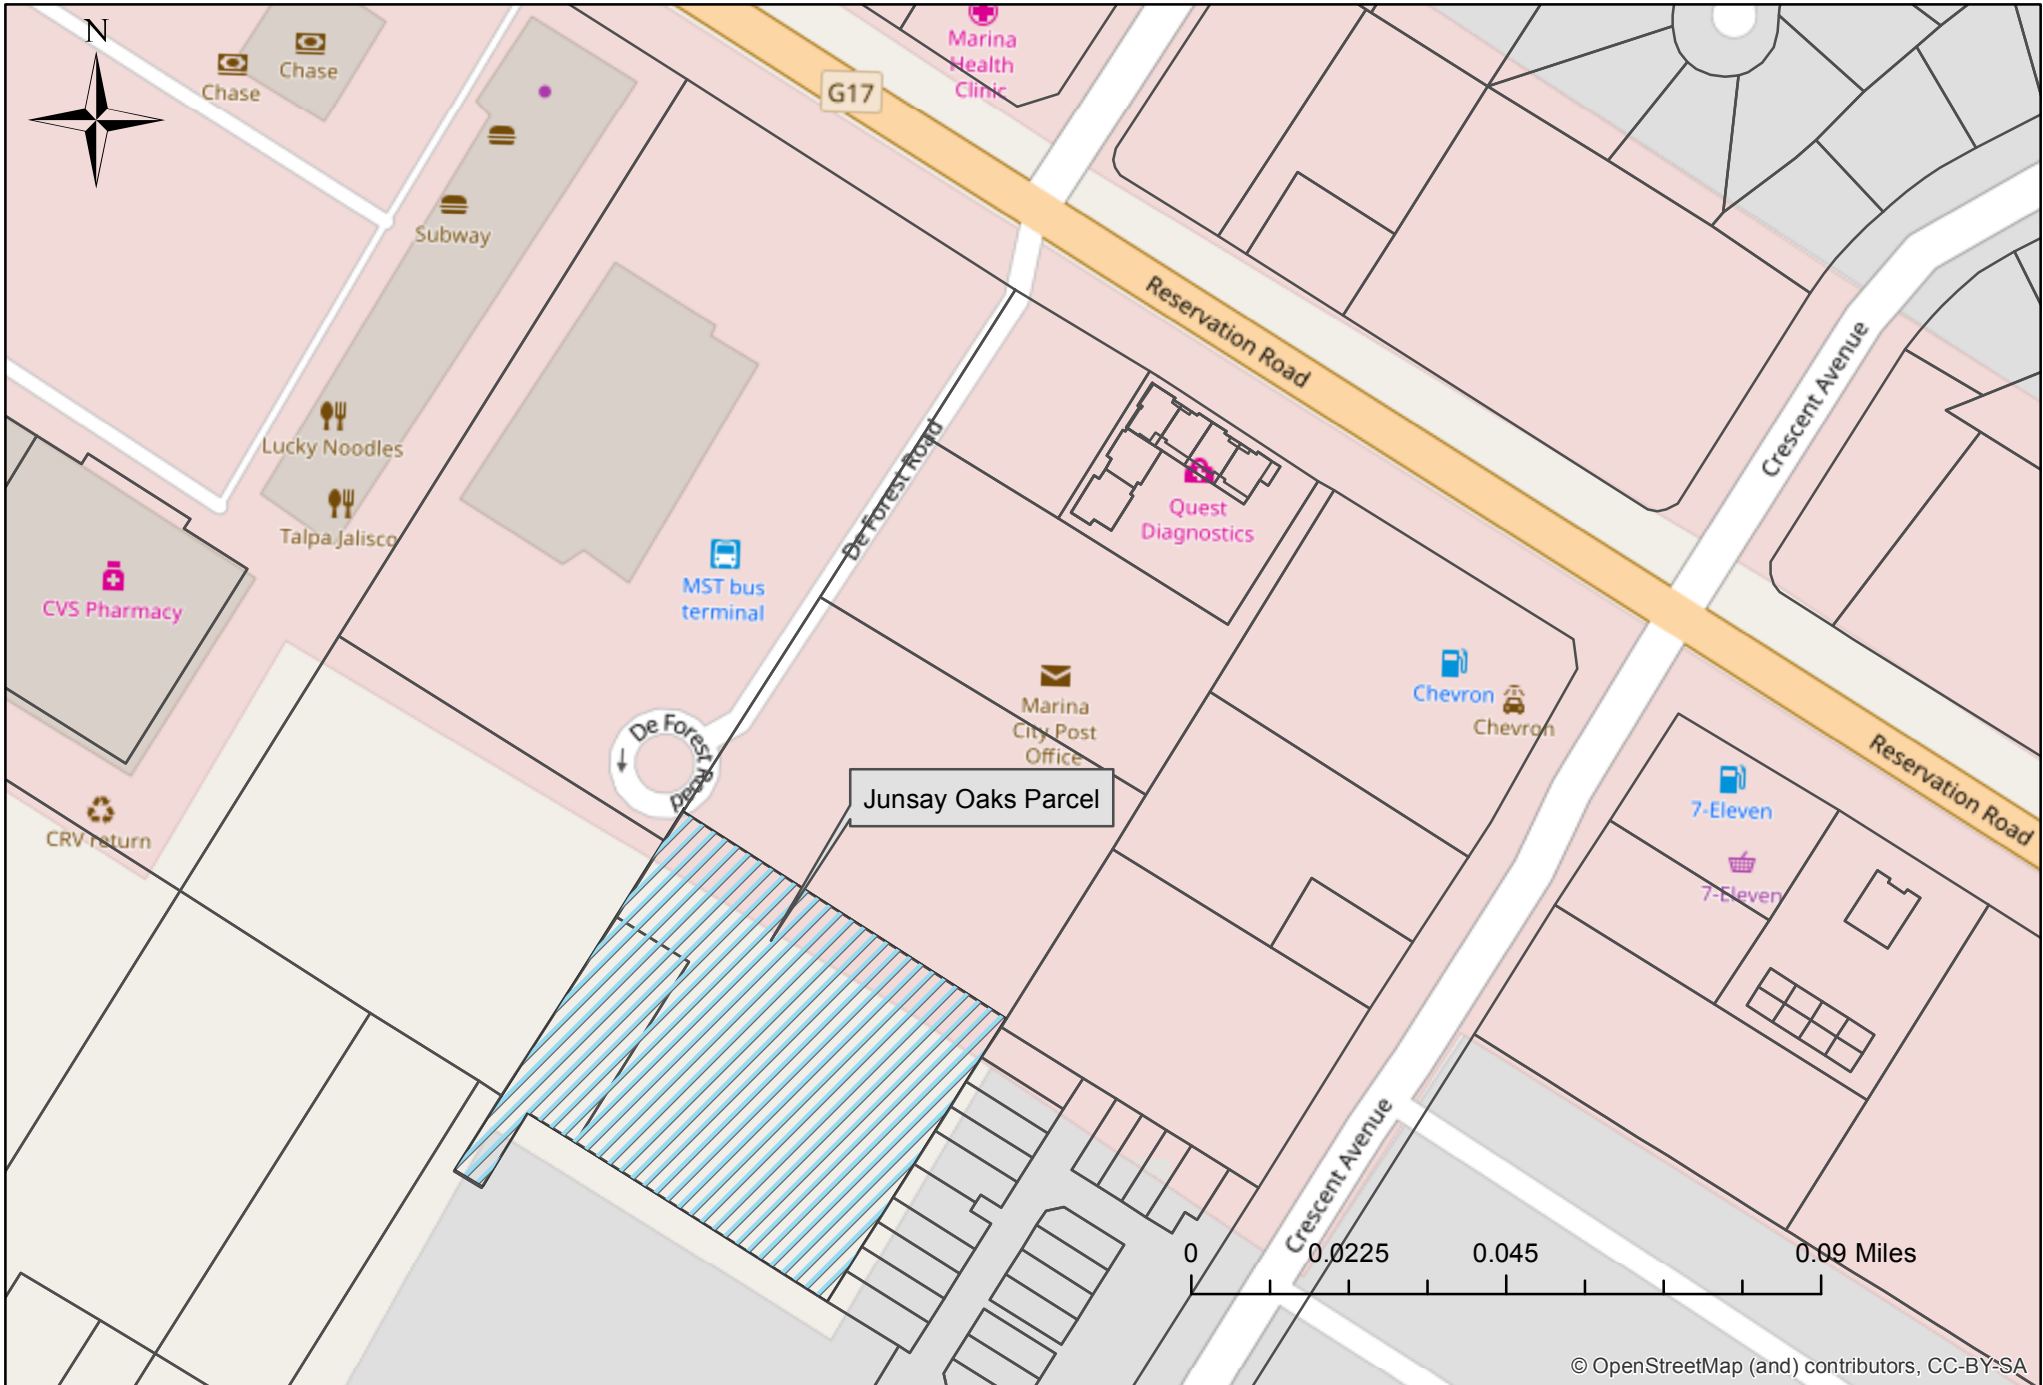 N
Chase
Chase
G17
Marina
Health
Clinic
Subway
Reservation Road
Crescent Avenue
Lucky Noodles
Talpa Jalisco
De Forest Road
Quest
Diagnostics
CVS Pharmacy
MST bus
terminal
Marina
City Post
Office
Chevron
Chevron
De Forest Road
Junsay Oaks Parcel
7-Eleven
7-Eleven
Reservation Road
CRV return
Crescent Avenue
0 0.0225 0.045 0.09 Miles
© OpenStreetMap (and) contributors, CC-BY-SA